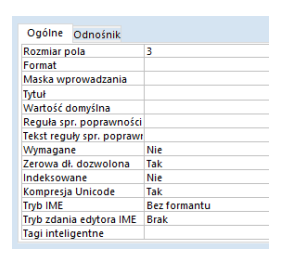 Ogólne Odnośnik
Rozmiar pola 3
Format
Maska wprowadzania
Tytuł
Wartość domyślna
Reguła spr. poprawności
Tekst reguły spr. popraw
Wymagane Nie
Zerowa dł. dozwolona Tak
Indeksowane Nie
Kompresja Unicode Tak
Tryb IME Bez formantu
Tryb zdania edytora IME Brak
Tagi inteligentne